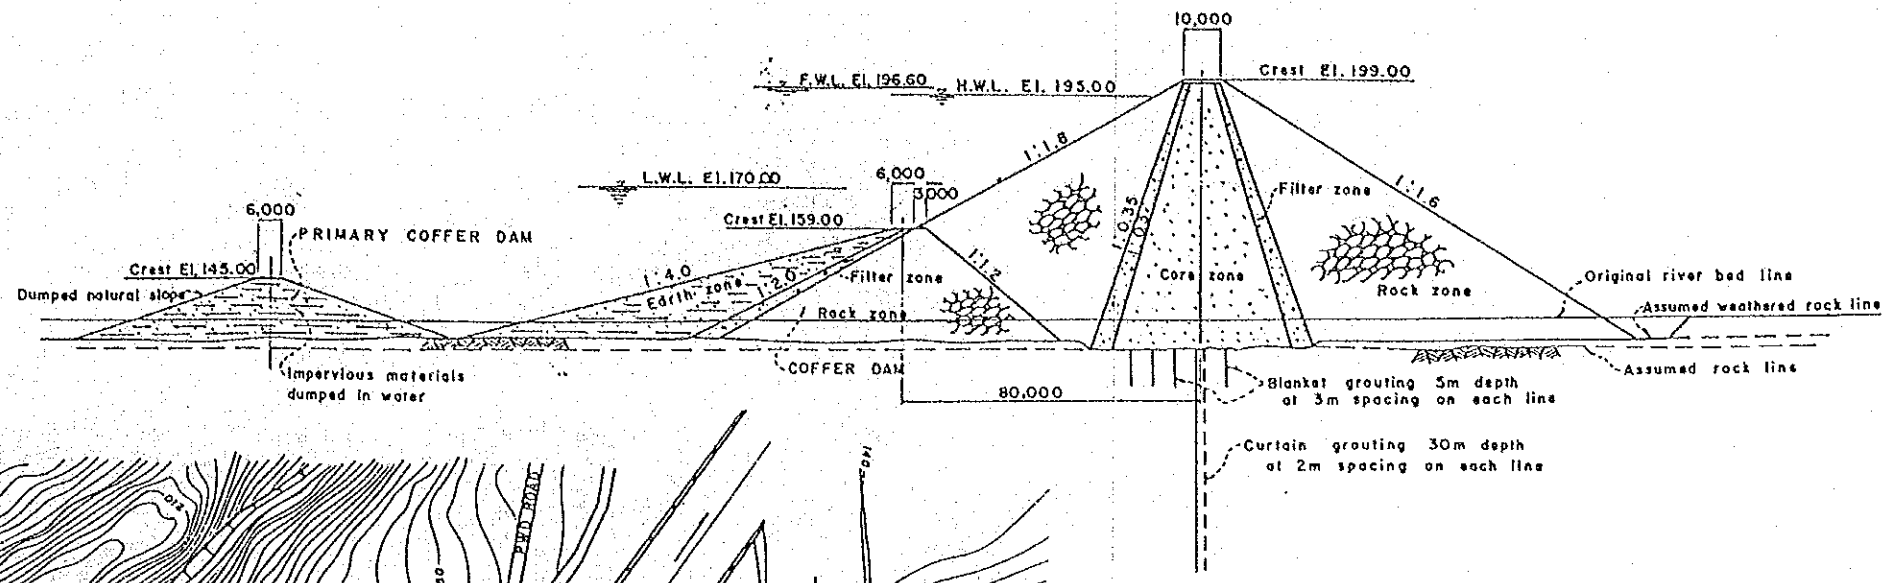 10,000
F.W.L. El. 196.60
H.W.L. El. 195.00
Crest El. 199.00
1:1.8
L.W.L. El. 170.00
6,000
3,000
Filter zone
1:1.6
6,000
Crest El. 159.00
1:0.35
PRIMARY COFFER DAM
Crest El. 145.00
1:4.0
Earth zone
1:2.0
Filter zone
1:1.2
Core zone
Rock zone
Original river bed line
Dumped natural slope
Rock zone
Assumed weathered rock line
Impervious materials
dumped in water
COFFER DAM
Assumed rock line
80,000
Blanket grouting 5m depth
at 3m spacing on each line
Curtain grouting 30m depth
at 2m spacing on each line
140
210
PWD ROAD